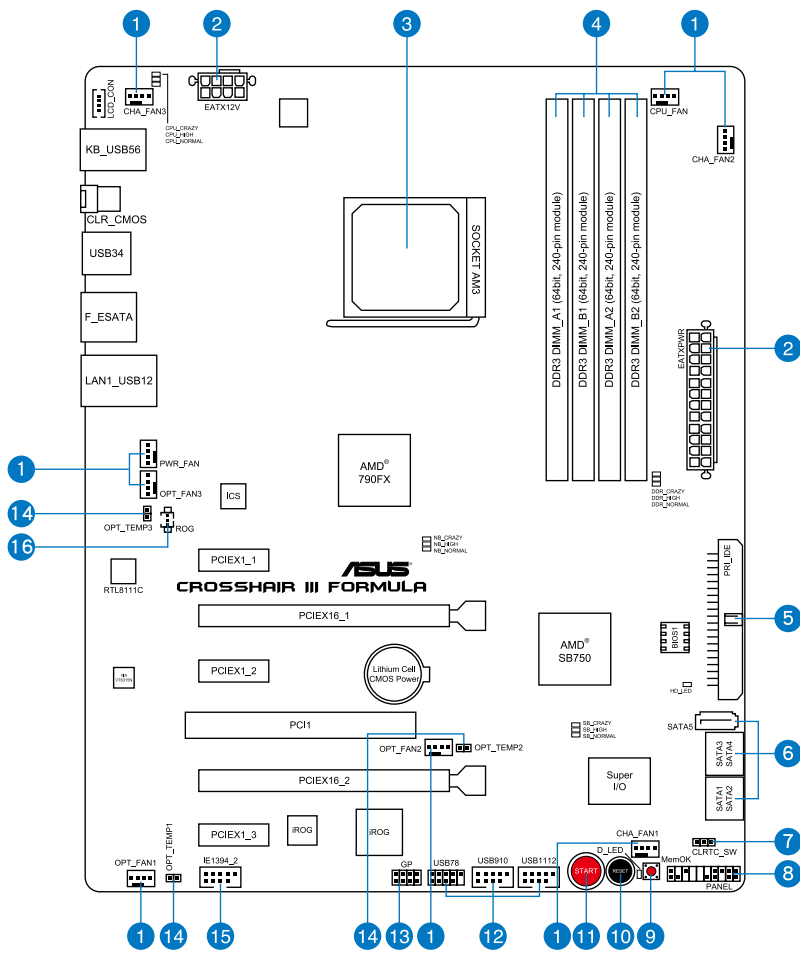 1
2
3
4
1
LCD_CON
CHA_FAN3
CPU_CRAZY
CPU_HIGH
CPU_NORMAL
EATX12V
CPU_FAN
CHA_FAN2
KB_USB56
CLR_CMOS
USB34
F_ESATA
LAN1_USB12
SOCKET AM3
DDR3 DIMM_A1 (64bit, 240-pin module)
DDR3 DIMM_B1 (64bit, 240-pin module)
DDR3 DIMM_A2 (64bit, 240-pin module)
DDR3 DIMM_B2 (64bit, 240-pin module)
EATXPWR
2
1
PWR_FAN
OPT_FAN3
14
OPT_TEMP3
ROG
16
ICS
AMD®
790FX
DDR_CRAZY
DDR_HIGH
DDR_NORMAL
NB_CRAZY
NB_HIGH
NB_NORMAL
RTL8111C
PCIEX1_1
ASUS
CROSSHAIR III FORMULA
PCIEX16_1
PRI_IDE
5
BIOS1
AMD®
SB750
HD_LED
VIA
PCIEX1_2
Lithium Cell
CMOS Power
PCI1
14
OPT_FAN2
OPT_TEMP2
SB_CRAZY
SB_HIGH
SB_NORMAL
SATA5
SATA3
SATA4
6
SATA1
SATA2
PCIEX16_2
Super
I/O
PCIEX1_3
iROG
iROG
CHA_FAN1
CLRTC_SW
7
OPT_FAN1
OPT_TEMP1
IE1394_2
GP
USB78
USB910
USB1112
D_LED
START
RESET
MemOK
PANEL
8
1
14
15
14
13
1
12
1
11
10
9